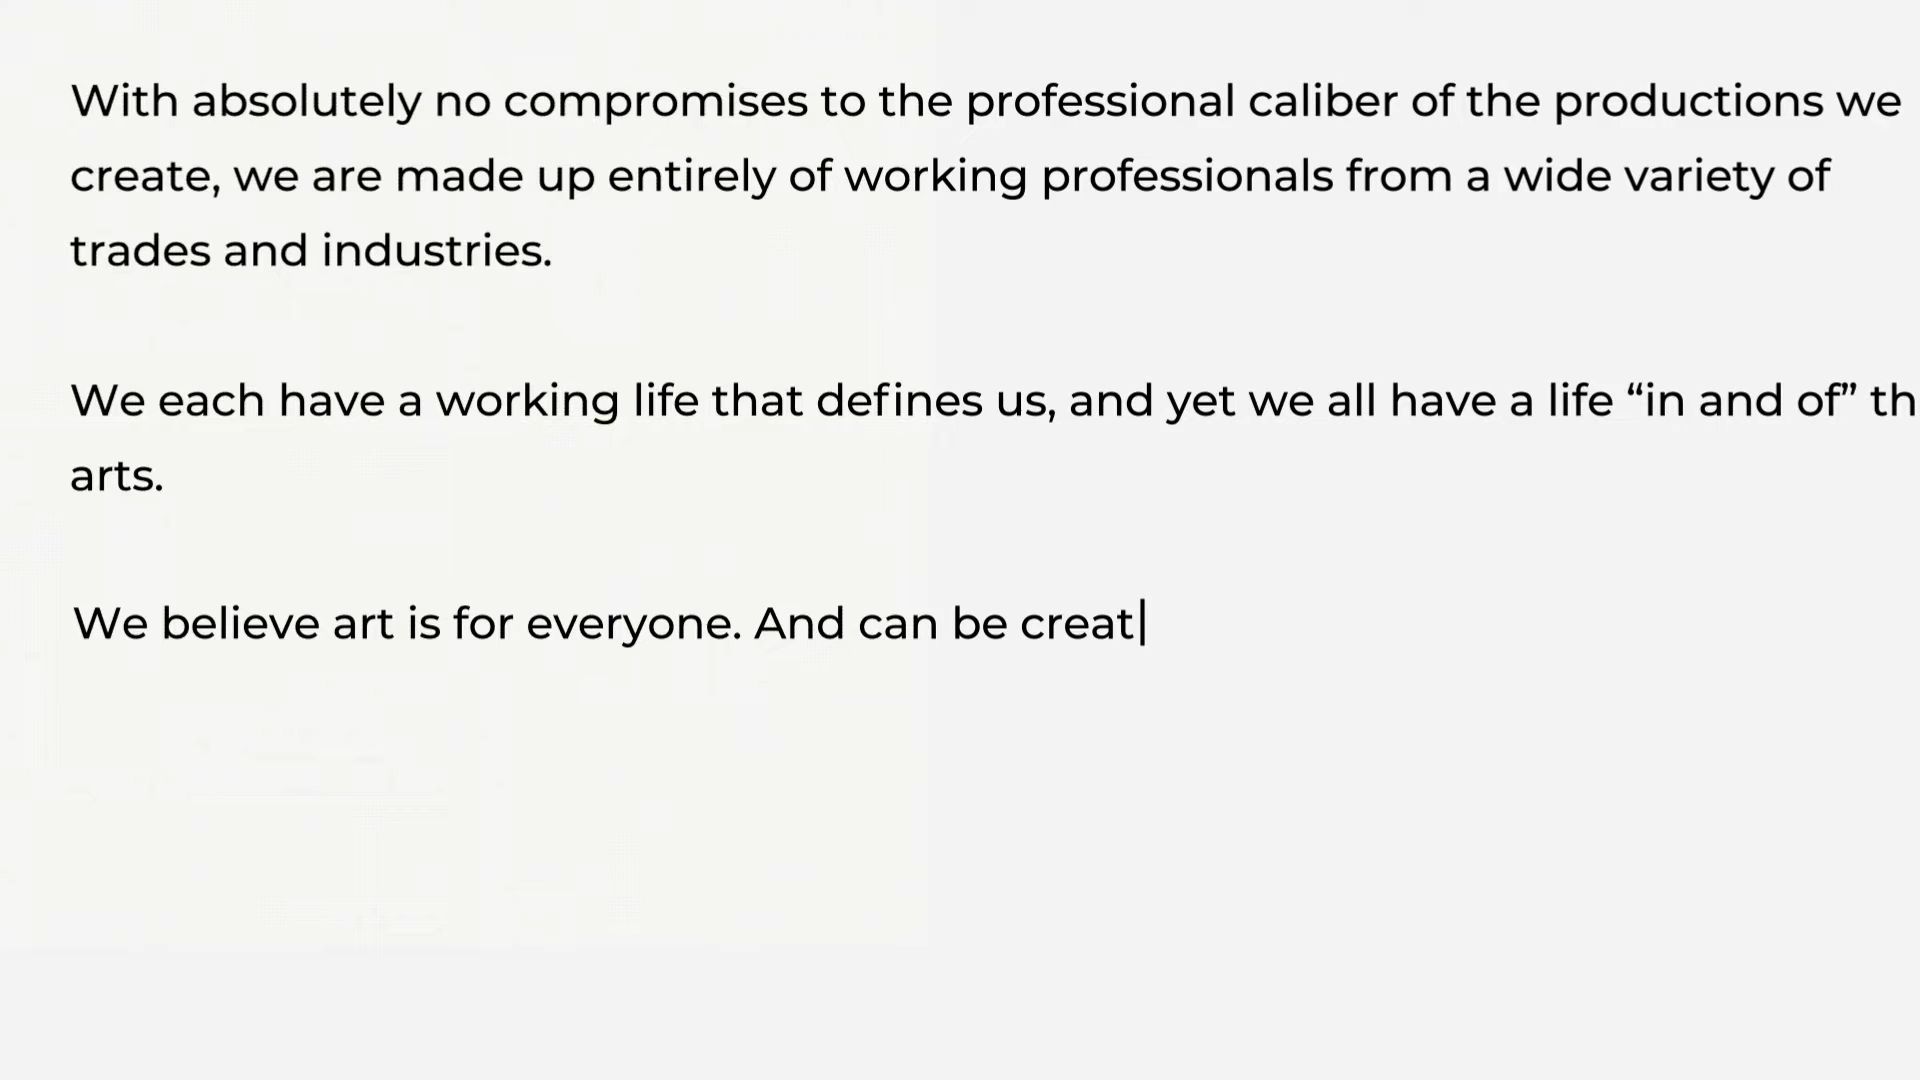 With absolutely no compromises to the professional caliber of the productions we
create, we are made up entirely of working professionals from a wide variety of
trades and industries.
We each have a working life that defines us, and yet we all have a life “in and of” th
arts.
We believe art is for everyone. And can be creat